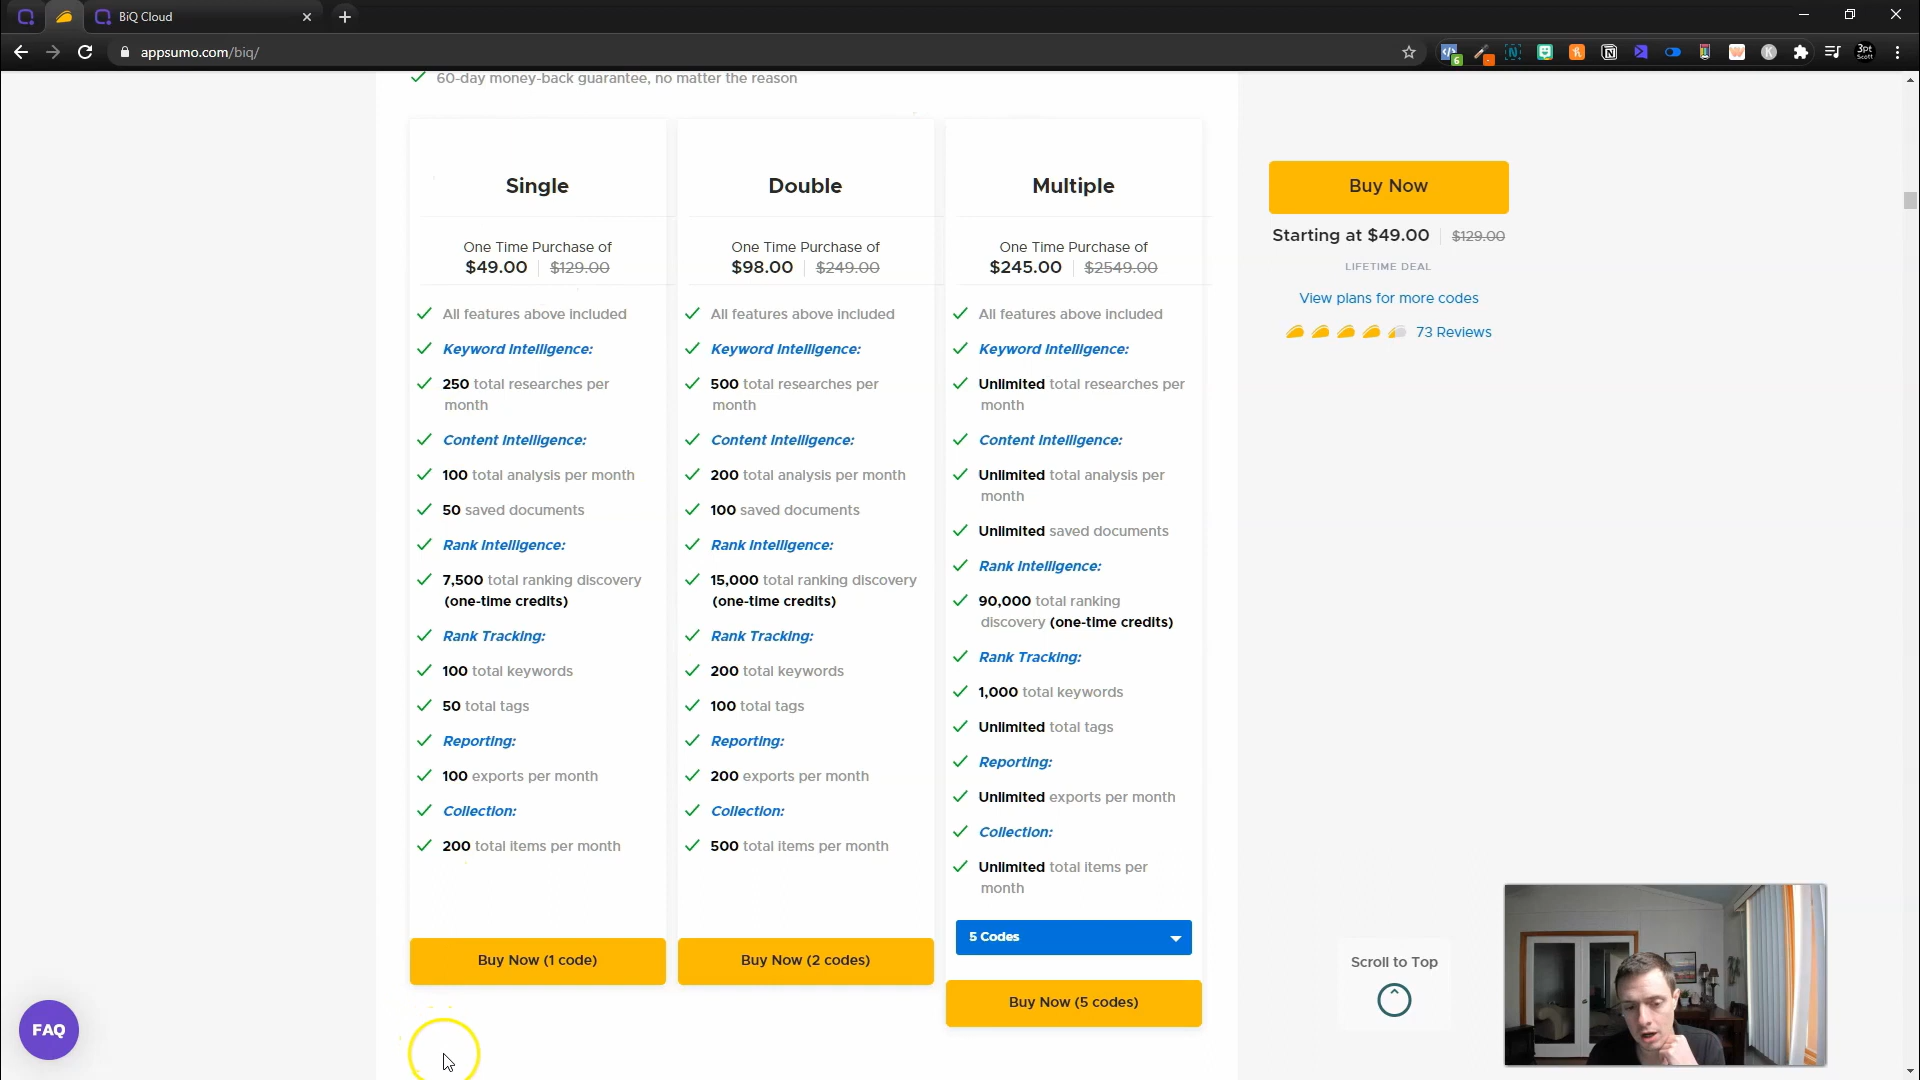 BiQ Cloud
appsumo.com/biq/
6
3pt
Scott
60-day money-back guarantee, no matter the reason
Single
One Time Purchase of
$49.00 $129.00
All features above included
Keyword Intelligence:
250 total researches per
month
Content Intelligence:
100 total analysis per month
50 saved documents
Rank Intelligence:
7,500 total ranking discovery
(one-time credits)
Rank Tracking:
100 total keywords
50 total tags
Reporting:
100 exports per month
Collection:
200 total items per month
Buy Now (1 code)
Double
One Time Purchase of
$98.00 $249.00
All features above included
Keyword Intelligence:
500 total researches per
month
Content Intelligence:
200 total analysis per month
100 saved documents
Rank Intelligence:
15,000 total ranking discovery
(one-time credits)
Rank Tracking:
200 total keywords
100 total tags
Reporting:
200 exports per month
Collection:
500 total items per month
Buy Now (2 codes)
Multiple
One Time Purchase of
$245.00 $2549.00
All features above included
Keyword Intelligence:
Unlimited total researches per
month
Content Intelligence:
Unlimited total analysis per
month
Unlimited saved documents
Rank Intelligence:
90,000 total ranking
discovery (one-time credits)
Rank Tracking:
1,000 total keywords
Unlimited total tags
Reporting:
Unlimited exports per month
Collection:
Unlimited total items per
month
5 Codes
Buy Now (5 codes)
Buy Now
Starting at $49.00 $129.00
LIFETIME DEAL
View plans for more codes
73 Reviews
Scroll to Top
FAQ